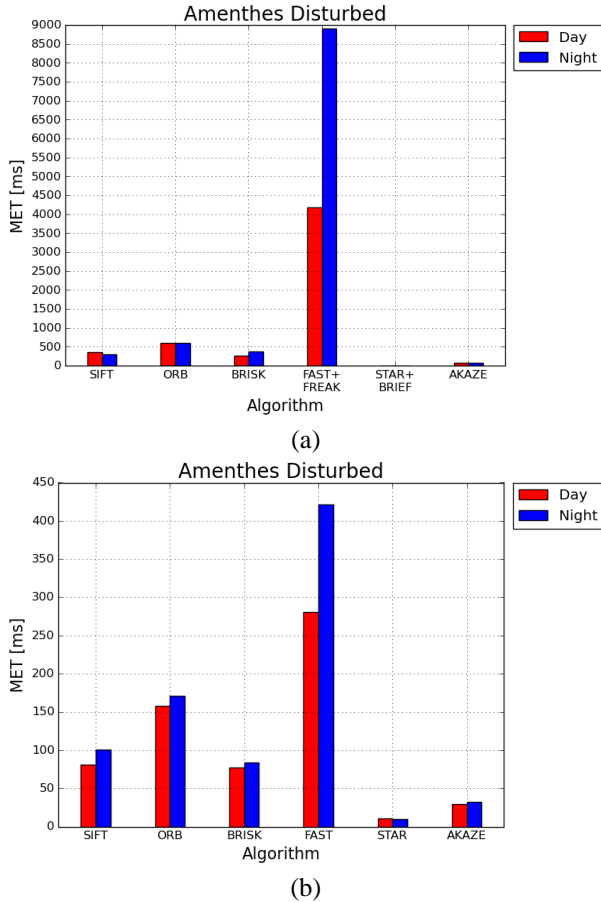 Amenthes Disturbed
9000
8500
8000
7500
7000
6500
6000
5500
5000
4500
4000
3500
3000
2500
2000
1500
1000
500
0
MET [ms]
SIFT ORB BRISK FAST+ STAR+ AKAZE
FREAK BRIEF
Algorithm
Day
Night
(a)
Amenthes Disturbed
450
400
350
300
250
200
150
100
50
0
MET [ms]
SIFT ORB BRISK FAST STAR AKAZE
Algorithm
Day
Night
(b)